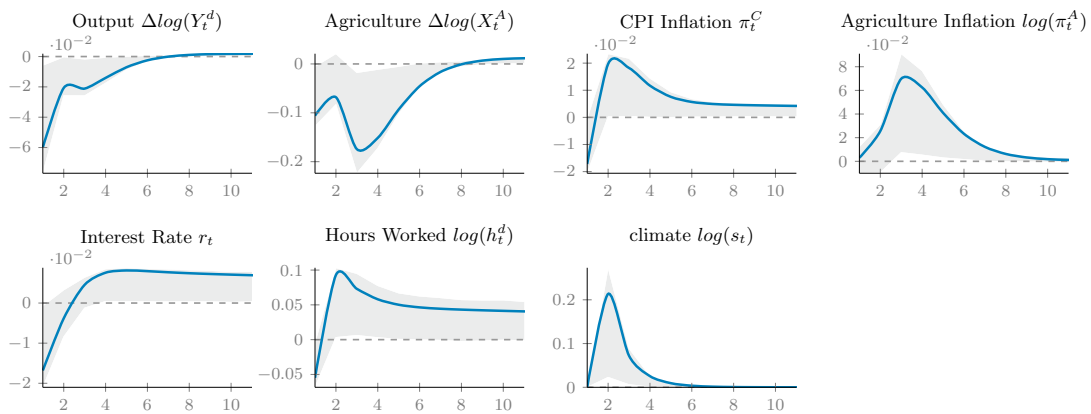 Output Δlog(Y_t^d)
·10^−2
0
−2
−4
−6
2 4 6 8 10
Agriculture Δlog(X_t^A)
0
−0.1
−0.2
2 4 6 8 10
CPI Inflation π_t^C
·10^−2
2
1
0
−1
−2
2 4 6 8 10
Agriculture Inflation log(π_t^A)
·10^−2
8
6
4
2
0
2 4 6 8 10
Interest Rate r_t
·10^−2
0
−1
−2
2 4 6 8 10
Hours Worked log(h_t^d)
0.1
0.05
0
−0.05
2 4 6 8 10
climate log(s_t)
0.2
0.1
0
2 4 6 8 10